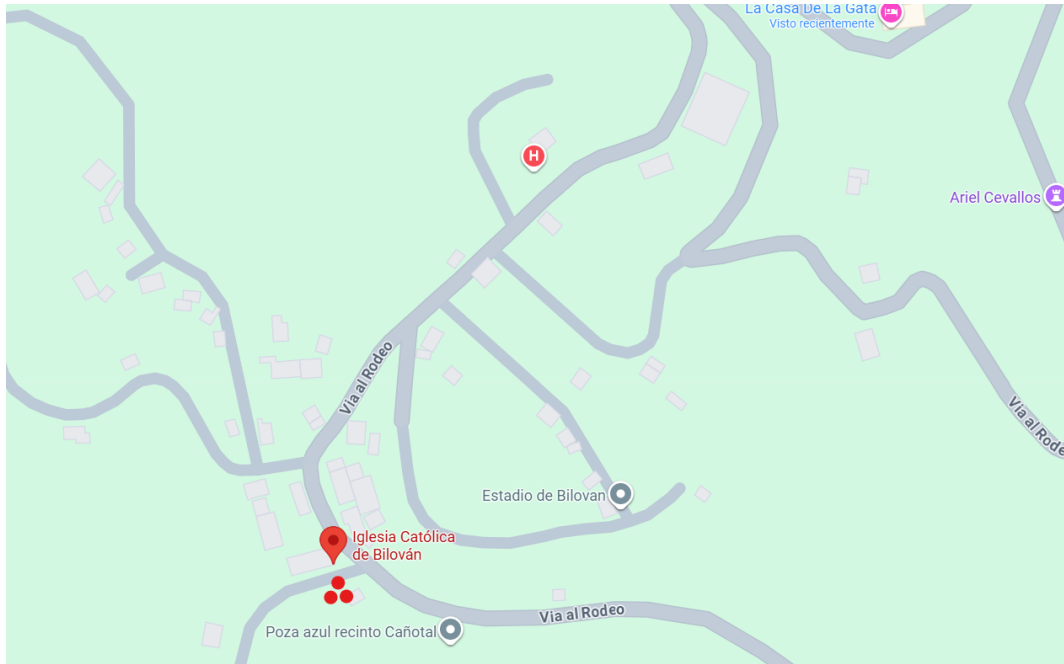 La Casa De La Gata
Visto recientemente
H
Ariel Cevallos
Via al Rodeo
Via al Rode
Estadio de Bilovan
Iglesia Católica
de Bilován
Via al Rodeo
Poza azul recinto Cañotal